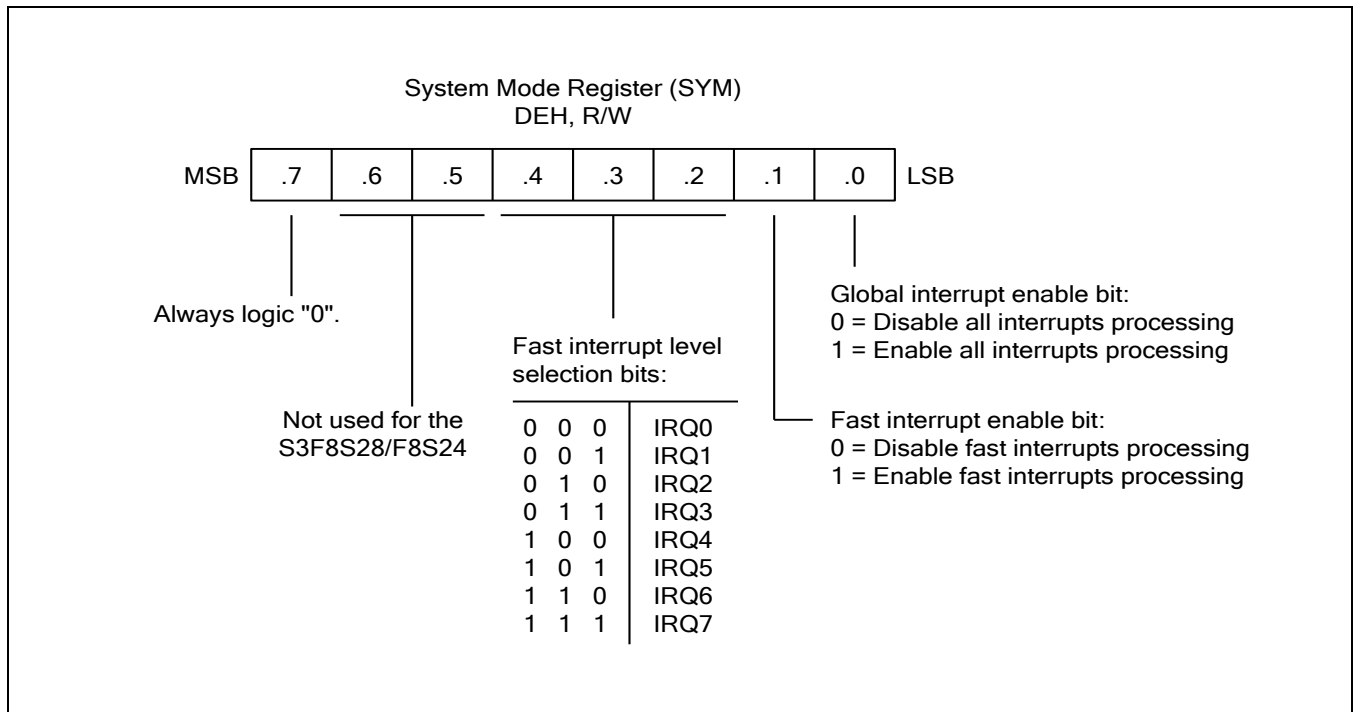 System Mode Register (SYM)
DEH, R/W
MSB .7 .6 .5 .4 .3 .2 .1 .0 LSB
Always logic "0".
Not used for the
S3F8S28/F8S24
Fast interrupt level
selection bits:
0 0 0 IRQ0
0 0 1 IRQ1
0 1 0 IRQ2
0 1 1 IRQ3
1 0 0 IRQ4
1 0 1 IRQ5
1 1 0 IRQ6
1 1 1 IRQ7
Global interrupt enable bit:
0 = Disable all interrupts processing
1 = Enable all interrupts processing
Fast interrupt enable bit:
0 = Disable fast interrupts processing
1 = Enable fast interrupts processing